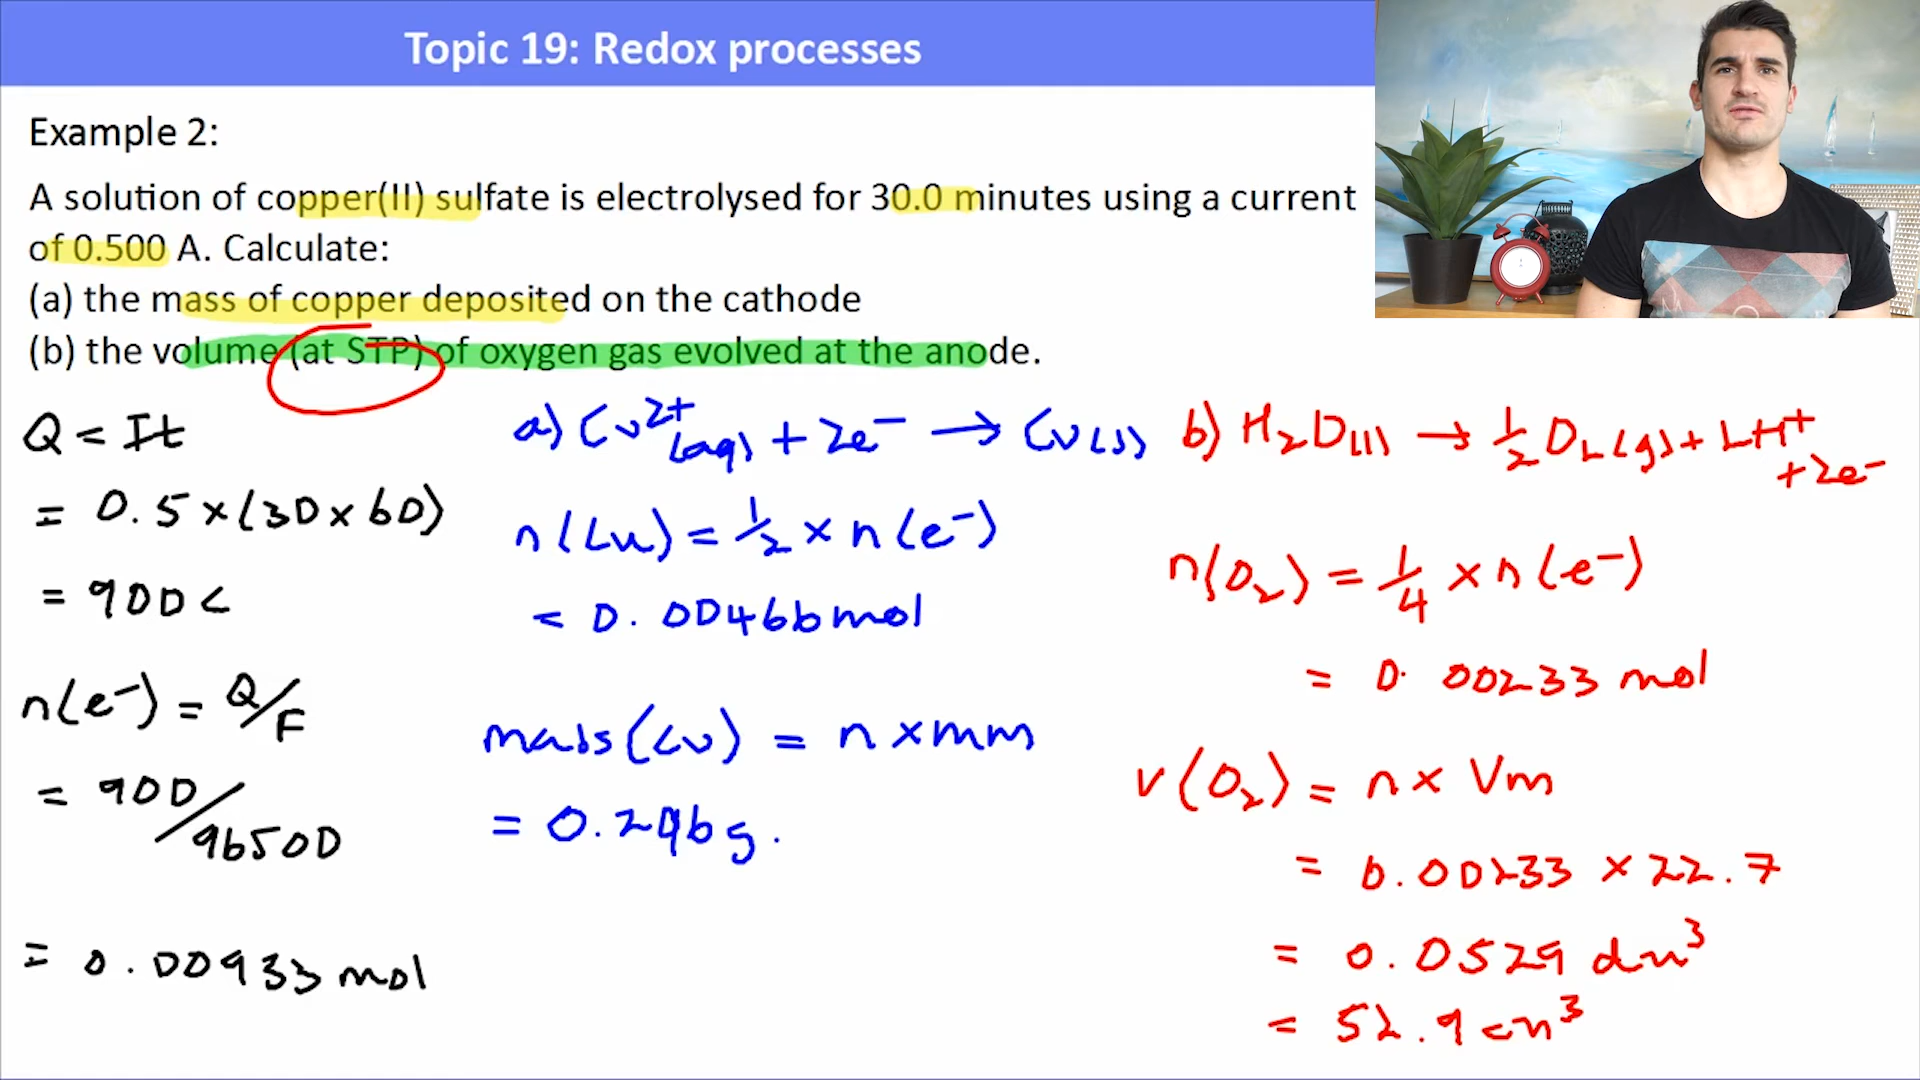 Topic 19: Redox processes
Example 2:
A solution of copper(II) sulfate is electrolysed for 30.0 minutes using a current
of 0.500 A. Calculate:
(a) the mass of copper deposited on the cathode
(b) the volume (at STP) of oxygen gas evolved at the anode.
Q = It
= 0.5 × (30 × 60)
= 900 C
n(e⁻) = Q/F
= 900/96500
= 0.00933 mol
a) Cu²⁺(aq) + 2e⁻ → Cu(s)
n(Cu) = 1/2 × n(e⁻)
= 0.00466 mol
mass(Cu) = n × mm
= 0.296 g.
b) H₂O(l) → 1/2 O₂(g) + 2H⁺
+ 2e⁻
n(O₂) = 1/4 × n(e⁻)
= 0.00233 mol
V(O₂) = n × Vm
= 0.00233 × 22.7
= 0.0529 dm³
= 52.9 cm³